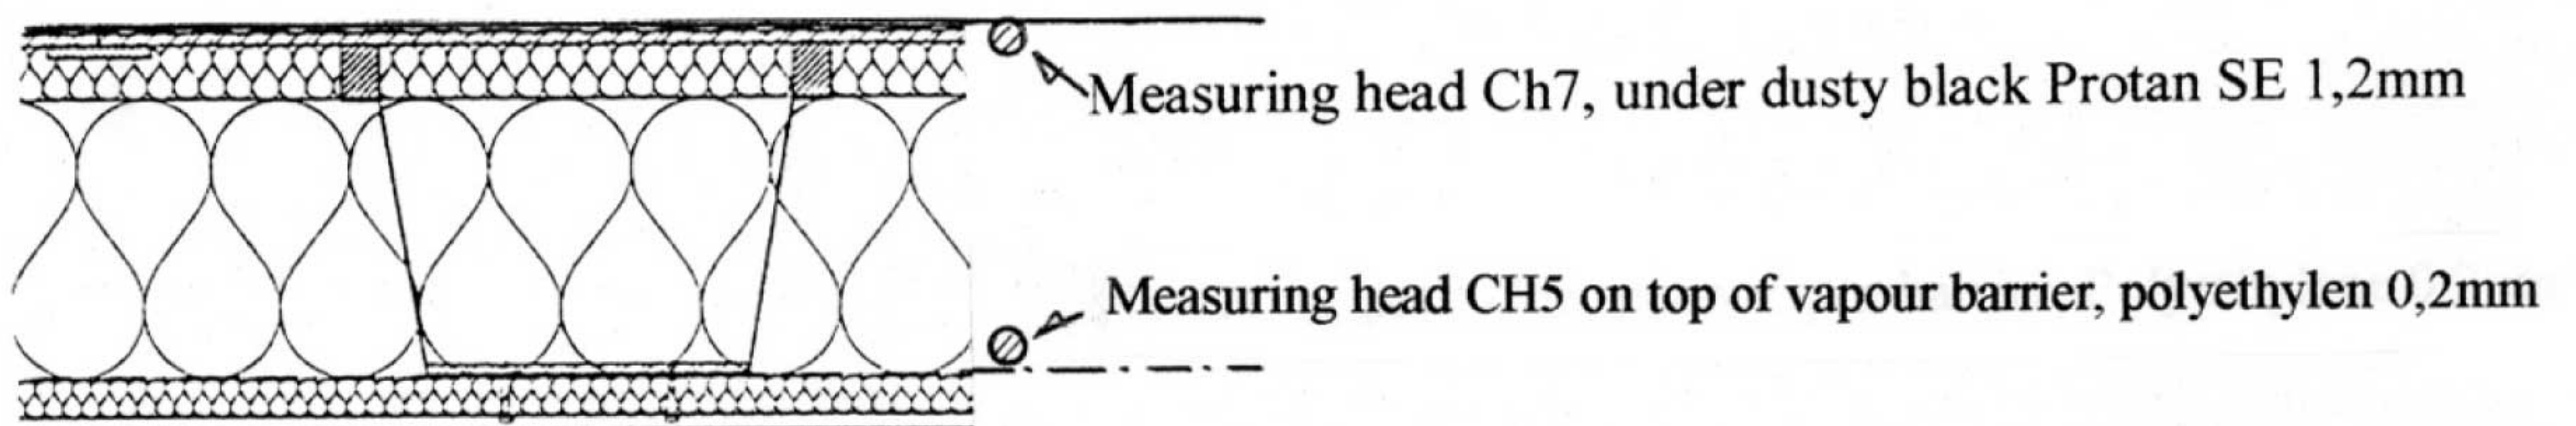 Measuring head Ch7, under dusty black Protan SE 1,2mm
Measuring head CH5 on top of vapour barrier, polyethylen 0,2mm